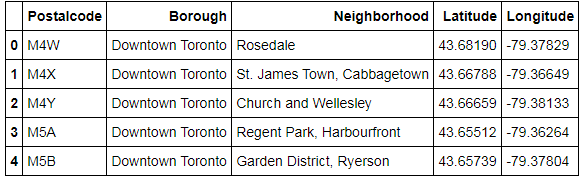 Postalcode Borough Neighborhood Latitude Longitude
0 M4W Downtown Toronto Rosedale 43.68190 -79.37829
1 M4X Downtown Toronto St. James Town, Cabbagetown 43.66788 -79.36649
2 M4Y Downtown Toronto Church and Wellesley 43.66659 -79.38133
3 M5A Downtown Toronto Regent Park, Harbourfront 43.65512 -79.36264
4 M5B Downtown Toronto Garden District, Ryerson 43.65739 -79.37804